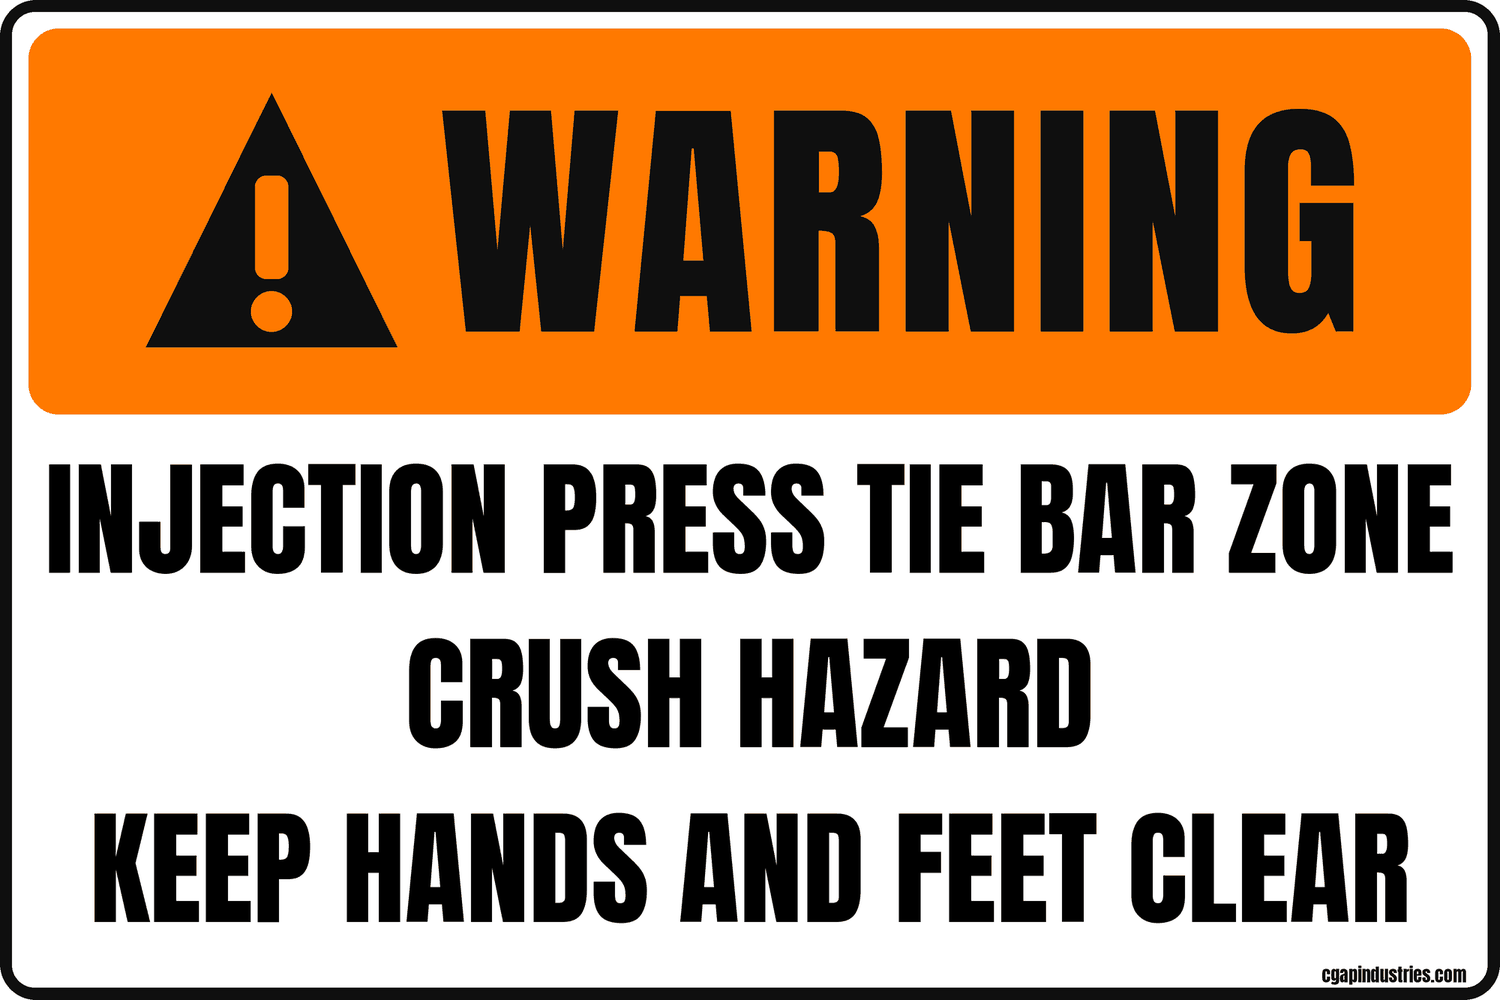 WARNING
INJECTION PRESS TIE BAR ZONE
CRUSH HAZARD
KEEP HANDS AND FEET CLEAR
cgapindustries.com